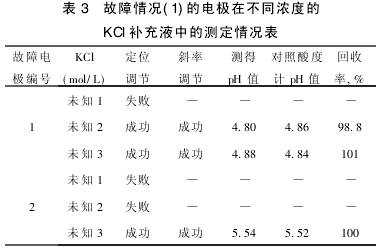 表 3 故障情况(1)的电极在不同浓度的
KCl 补充液中的测定情况表
故障电 KCl 定位 斜率 测得 对照酸度 回收
极编号 (mol/L) 调节 调节 pH 值 计 pH 值 率,%
未知 1 失败 — — — —
1 未知 2 成功 成功 4.80 4.86 98.8
未知 3 成功 成功 4.88 4.84 101
未知 1 失败 — — — —
2 未知 2 失败 — — — —
未知 3 成功 成功 5.54 5.52 100